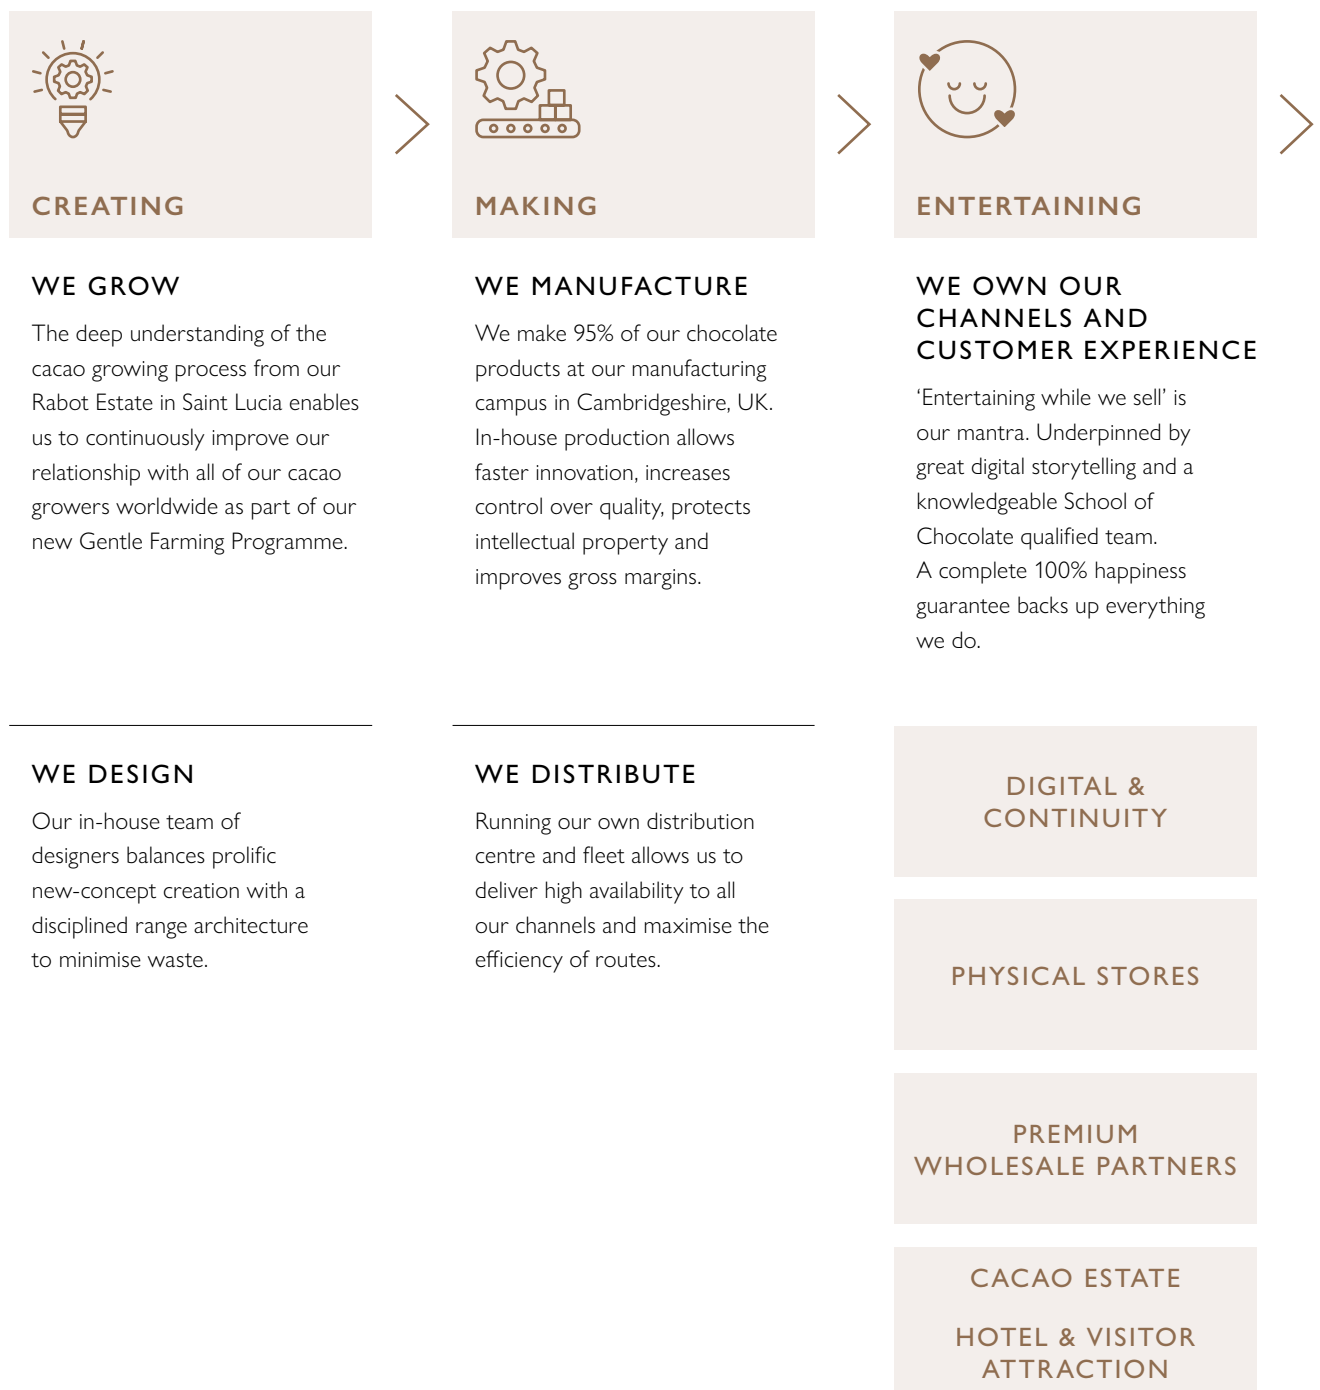 CREATING
WE GROW
The deep understanding of the
cacao growing process from our
Rabot Estate in Saint Lucia enables
us to continuously improve our
relationship with all of our cacao
growers worldwide as part of our
new Gentle Farming Programme.
WE DESIGN
Our in-house team of
designers balances prolific
new-concept creation with a
disciplined range architecture
to minimise waste.
MAKING
WE MANUFACTURE
We make 95% of our chocolate
products at our manufacturing
campus in Cambridgeshire, UK.
In-house production allows
faster innovation, increases
control over quality, protects
intellectual property and
improves gross margins.
WE DISTRIBUTE
Running our own distribution
centre and fleet allows us to
deliver high availability to all
our channels and maximise the
efficiency of routes.
ENTERTAINING
WE OWN OUR
CHANNELS AND
CUSTOMER EXPERIENCE
‘Entertaining while we sell’ is
our mantra. Underpinned by
great digital storytelling and a
knowledgeable School of
Chocolate qualified team.
A complete 100% happiness
guarantee backs up everything
we do.
DIGITAL &
CONTINUITY
PHYSICAL STORES
PREMIUM
WHOLESALE PARTNERS
CACAO ESTATE
HOTEL & VISITOR
ATTRACTION